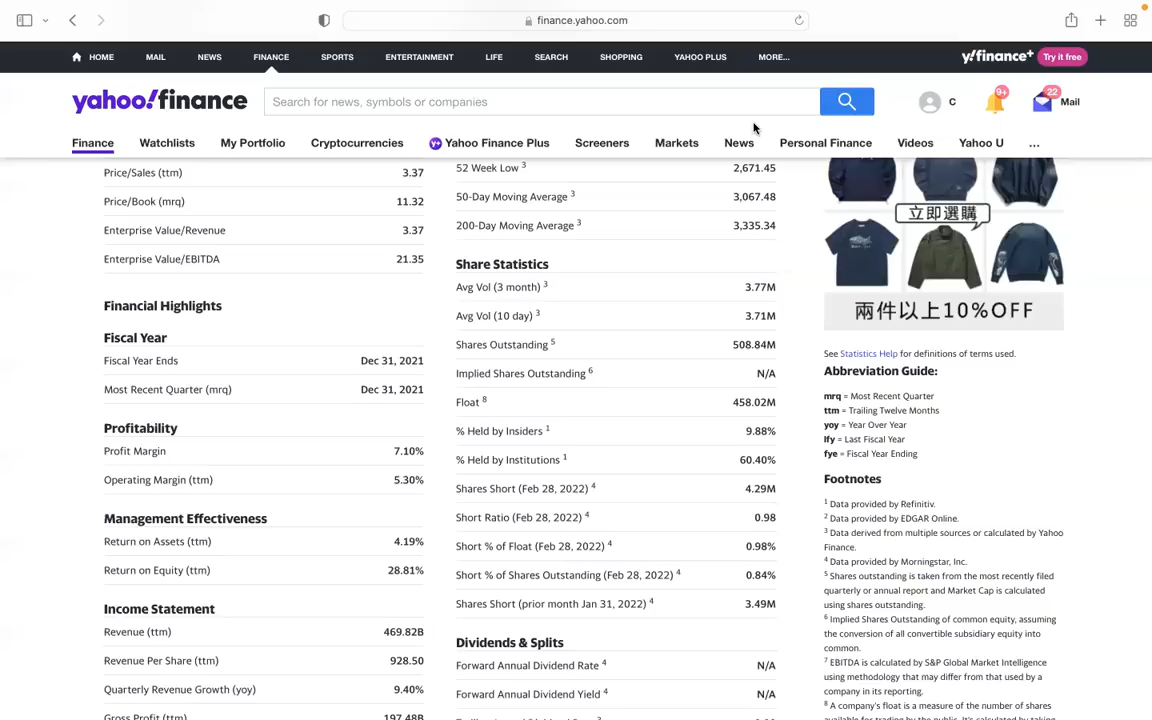 finance.yahoo.com
HOME MAIL NEWS FINANCE SPORTS ENTERTAINMENT LIFE SEARCH SHOPPING YAHOO PLUS MORE... y!finance+ Try it free
yahoo!finance Search for news, symbols or companies C 9+ 22 Mail
Finance Watchlists My Portfolio Cryptocurrencies Y+ Yahoo Finance Plus Screeners Markets News Personal Finance Videos Yahoo U ...
Price/Sales (ttm) 3.37
Price/Book (mrq) 11.32
Enterprise Value/Revenue 3.37
Enterprise Value/EBITDA 21.35
Financial Highlights
Fiscal Year
Fiscal Year Ends Dec 31, 2021
Most Recent Quarter (mrq) Dec 31, 2021
Profitability
Profit Margin 7.10%
Operating Margin (ttm) 5.30%
Management Effectiveness
Return on Assets (ttm) 4.19%
Return on Equity (ttm) 28.81%
Income Statement
Revenue (ttm) 469.82B
Revenue Per Share (ttm) 928.50
Quarterly Revenue Growth (yoy) 9.40%
Gross Profit (ttm) 197.48B
52 Week Low 3 2,671.45
50-Day Moving Average 3 3,067.48
200-Day Moving Average 3 3,335.34
Share Statistics
Avg Vol (3 month) 3 3.77M
Avg Vol (10 day) 3 3.71M
Shares Outstanding 5 508.84M
Implied Shares Outstanding 6 N/A
Float 8 458.02M
% Held by Insiders 1 9.88%
% Held by Institutions 1 60.40%
Shares Short (Feb 28, 2022) 4 4.29M
Short Ratio (Feb 28, 2022) 4 0.98
Short % of Float (Feb 28, 2022) 4 0.98%
Short % of Shares Outstanding (Feb 28, 2022) 4 0.84%
Shares Short (prior month Jan 31, 2022) 4 3.49M
Dividends & Splits
Forward Annual Dividend Rate 4 N/A
Forward Annual Dividend Yield 4 N/A
立即選購
兩件以上10%OFF
See Statistics Help for definitions of terms used.
Abbreviation Guide:
mrq = Most Recent Quarter
ttm = Trailing Twelve Months
yoy = Year Over Year
lfy = Last Fiscal Year
fye = Fiscal Year Ending
Footnotes
1 Data provided by Refinitiv.
2 Data provided by EDGAR Online.
3 Data derived from multiple sources or calculated by Yahoo
Finance.
4 Data provided by Morningstar, Inc.
5 Shares outstanding is taken from the most recently filed
quarterly or annual report and Market Cap is calculated
using shares outstanding.
6 Implied Shares Outstanding of common equity, assuming
the conversion of all convertible subsidiary equity into
common.
7 EBITDA is calculated by S&P Global Market Intelligence
using methodology that may differ from that used by a
company in its reporting.
8 A company's float is a measure of the number of shares
available for trading by the public. It's calculated by taking